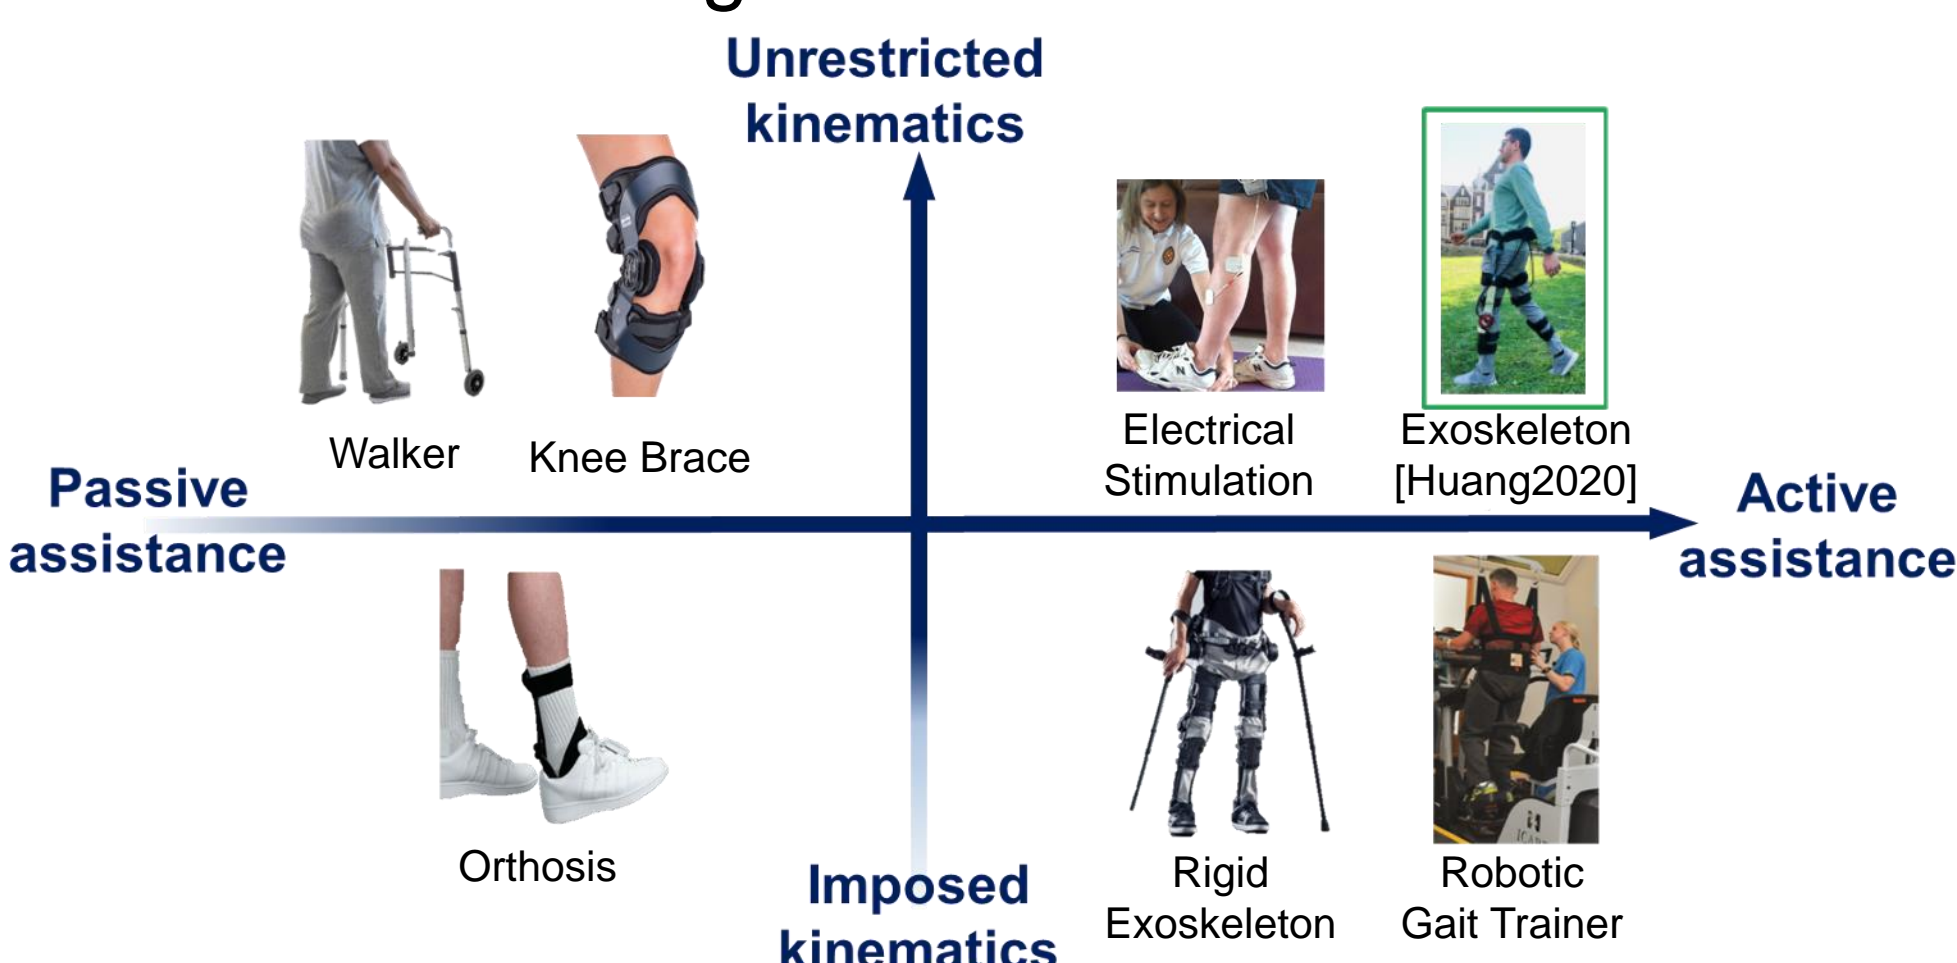 Unrestricted
kinematics
Walker
Knee Brace
Electrical
Stimulation
Exoskeleton
[Huang2020]
Passive
assistance
Active
assistance
Orthosis
Imposed
kinematics
Rigid
Exoskeleton
Robotic
Gait Trainer